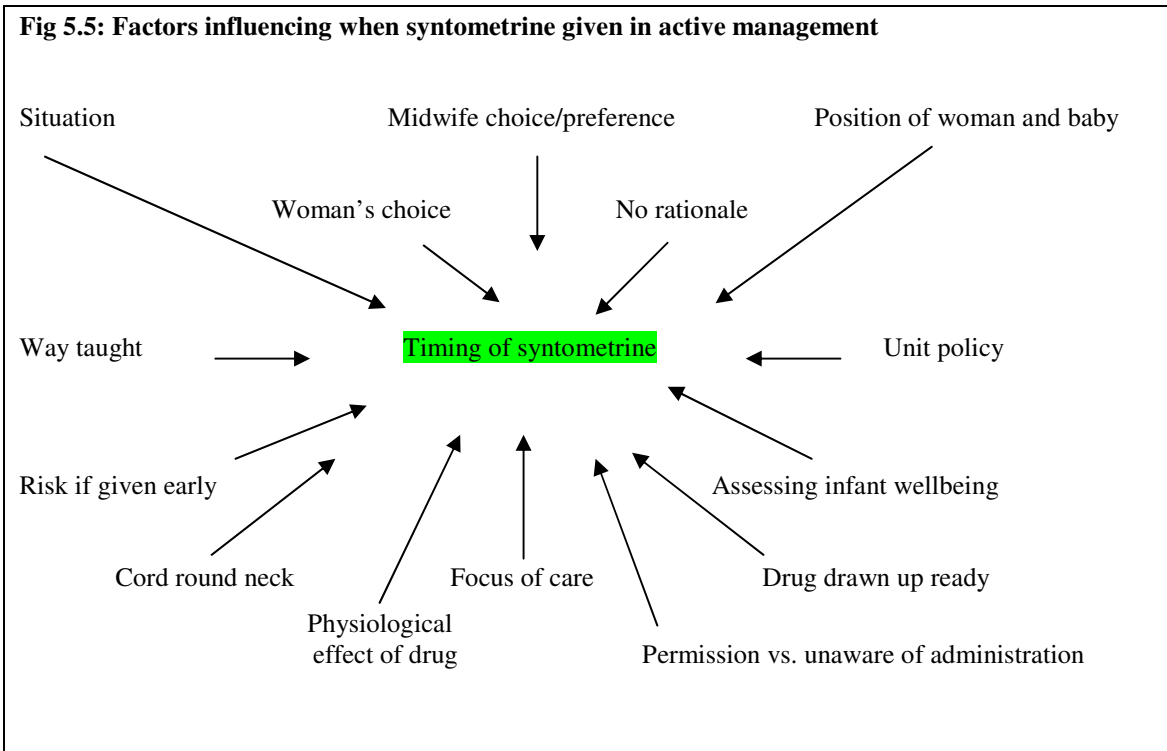 Fig 5.5: Factors influencing when syntometrine given in active management
Situation
Midwife choice/preference
Position of woman and baby
Woman’s choice
No rationale
Way taught
Timing of syntometrine
Unit policy
Risk if given early
Assessing infant wellbeing
Cord round neck
Focus of care
Drug drawn up ready
Physiological
effect of drug
Permission vs. unaware of administration